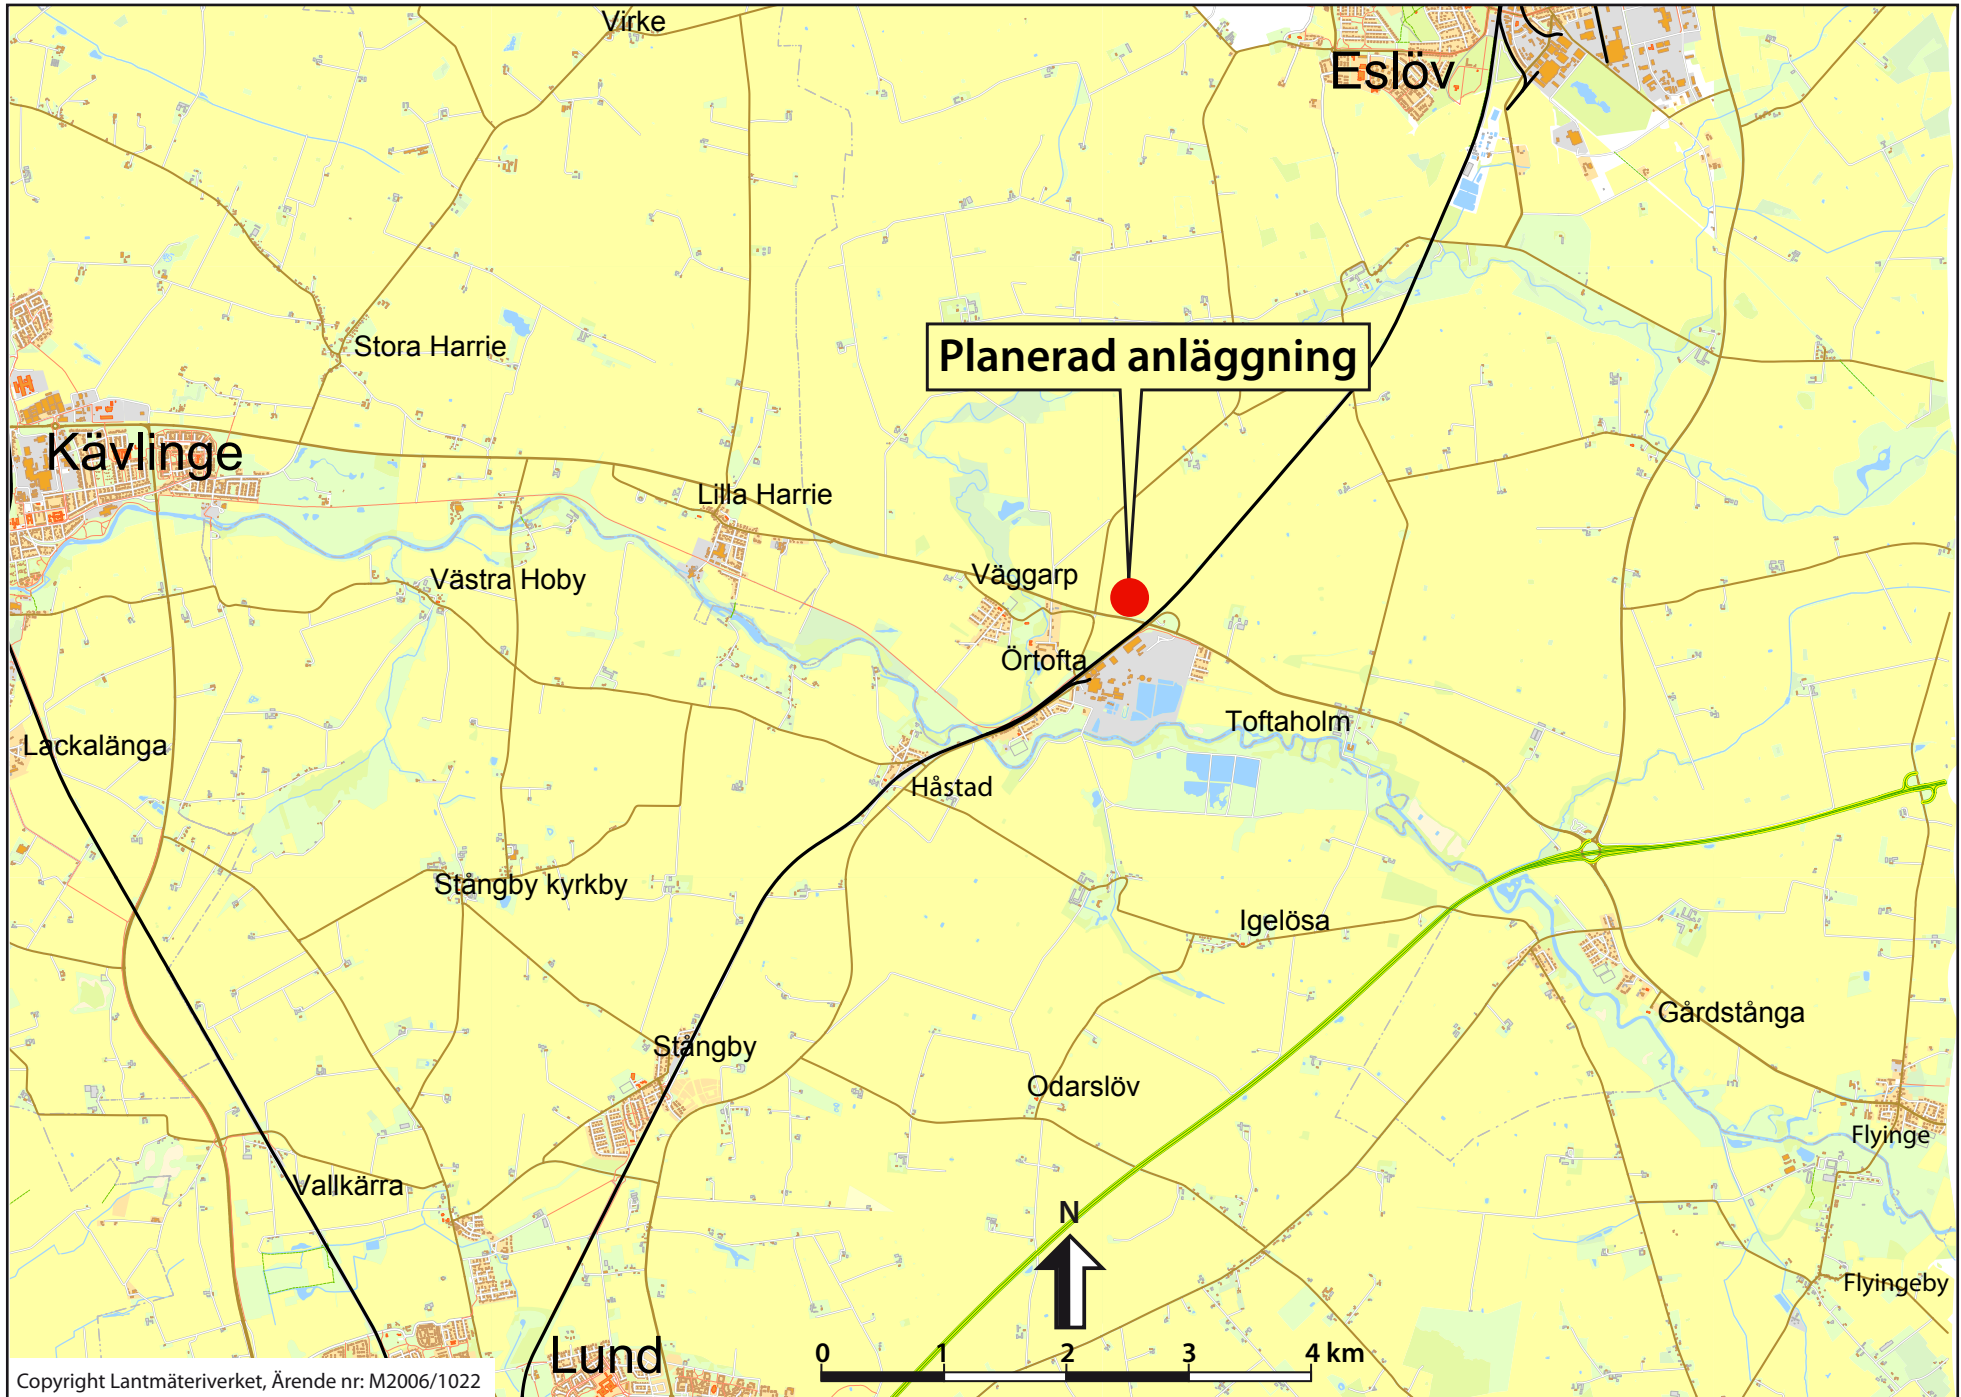 Virke
Eslöv
Stora Harrie
Planerad anläggning
Kävlinge
Lilla Harrie
Västra Hoby
Väggarp
Örtofta
Toftaholm
Lackalänga
Håstad
Stångby kyrkby
Igelösa
Gårdstånga
Stångby
Odarslöv
Flyinge
Vallkärra
N
Flyingeby
Lund
0 1 2 3 4 km
Copyright Lantmäteriverket, Ärende nr: M2006/1022